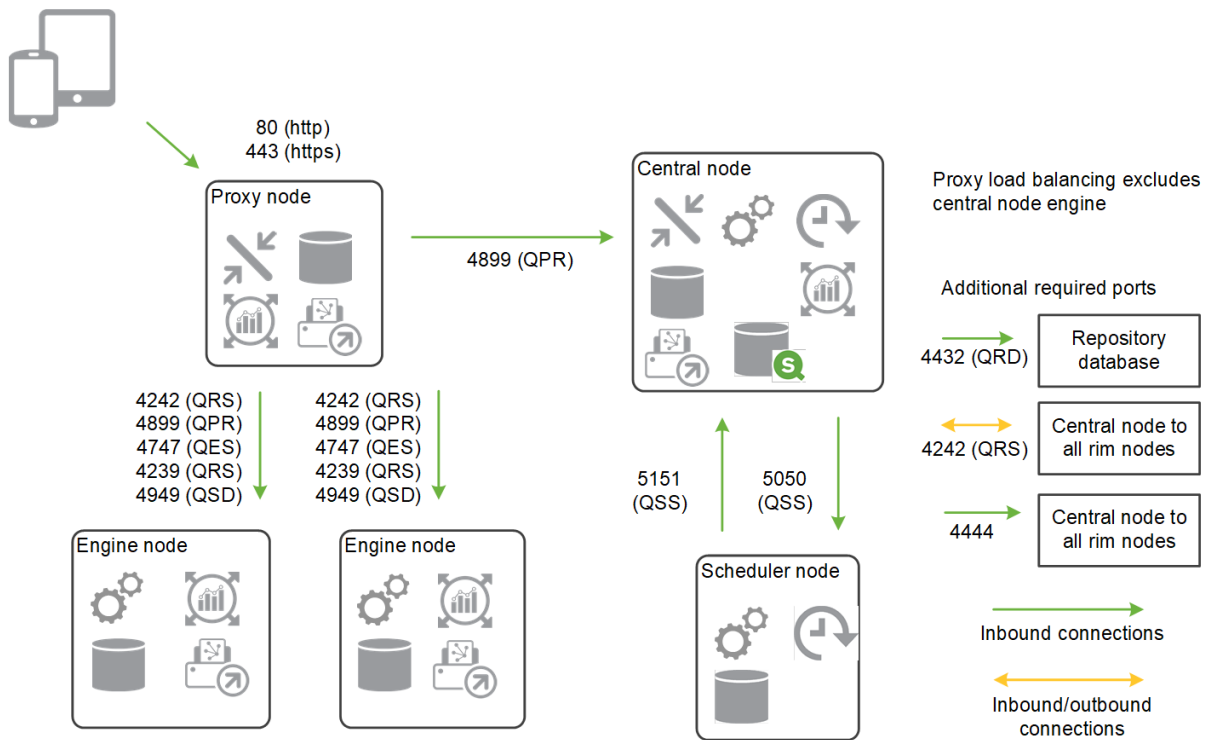 80 (http)
443 (https)
Proxy node
4899 (QPR)
Central node
Proxy load balancing excludes
central node engine
Additional required ports
4432 (QRD)
Repository
database
4242 (QRS)
Central node to
all rim nodes
4444
Central node to
all rim nodes
Inbound connections
Inbound/outbound
connections
4242 (QRS)
4899 (QPR)
4747 (QES)
4239 (QRS)
4949 (QSD)
4242 (QRS)
4899 (QPR)
4747 (QES)
4239 (QRS)
4949 (QSD)
5151
(QSS)
5050
(QSS)
Engine node
Engine node
Scheduler node
S